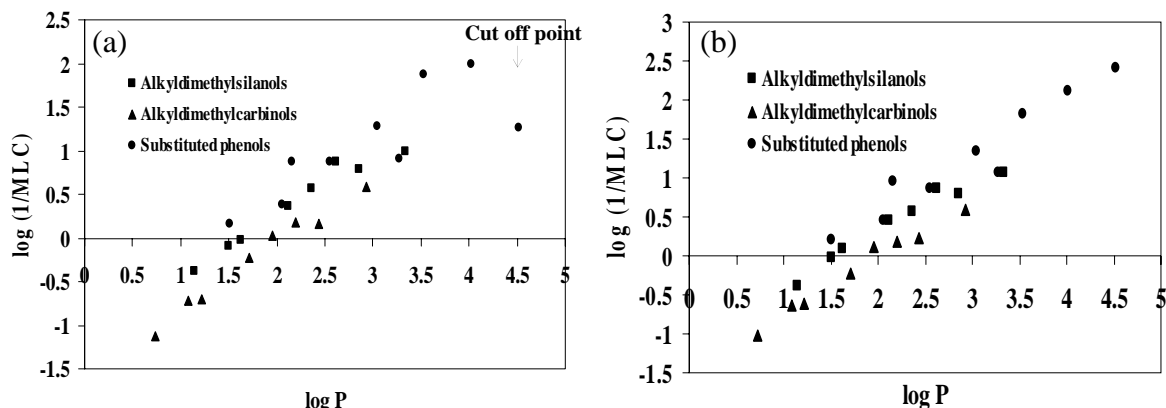 (a)
2.5
2
1.5
1
0.5
0
-0.5
-1
-1.5
0 0.5 1 1.5 2 2.5 3 3.5 4 4.5 5
Cut off point
Alkyldimethylsilanols
Alkyldimethylcarbinols
Substituted phenols
log (1/MLC)
log P
(b)
3
2.5
2
1.5
1
0.5
0
-0.5
-1
-1.5
0 0.5 1 1.5 2 2.5 3 3.5 4 4.5 5
Alkyldimethylsilanols
Alkyldimethylcarbinols
Substituted phenols
log (1/MLC)
log P